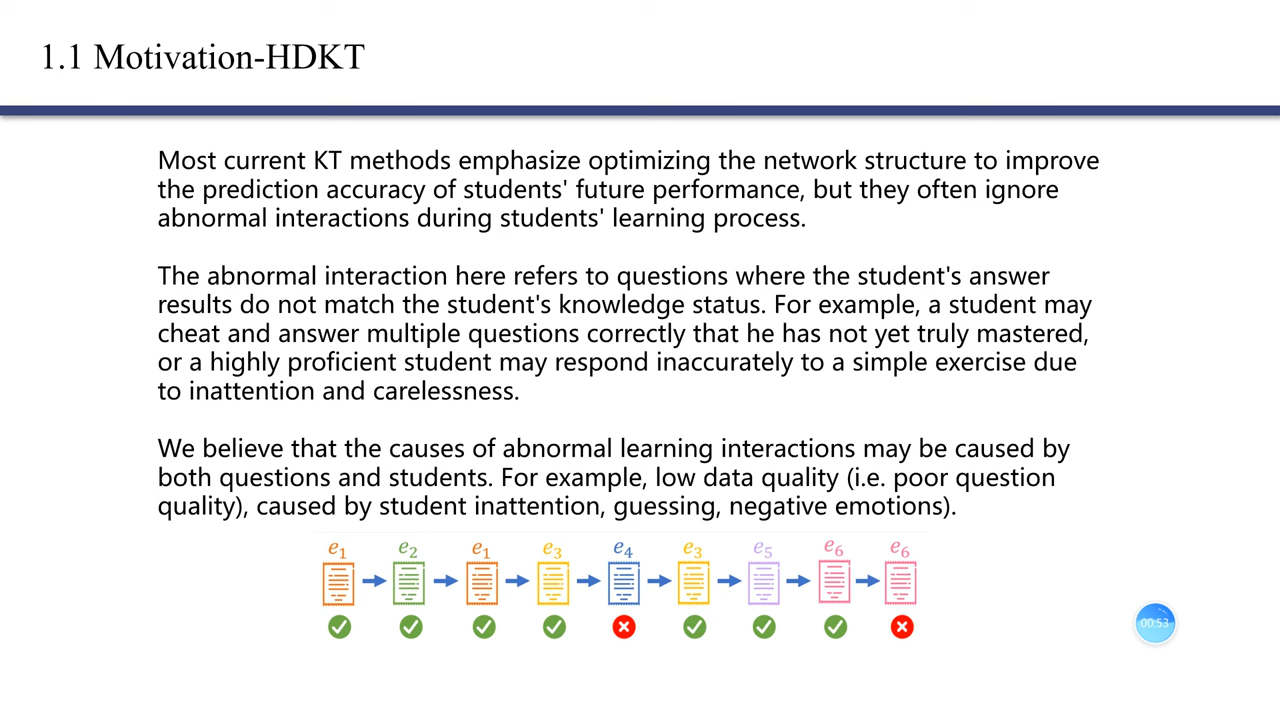 1.1 Motivation-HDKT
Most current KT methods emphasize optimizing the network structure to improve
the prediction accuracy of students' future performance, but they often ignore
abnormal interactions during students' learning process.
The abnormal interaction here refers to questions where the student's answer
results do not match the student's knowledge status. For example, a student may
cheat and answer multiple questions correctly that he has not yet truly mastered,
or a highly proficient student may respond inaccurately to a simple exercise due
to inattention and carelessness.
We believe that the causes of abnormal learning interactions may be caused by
both questions and students. For example, low data quality (i.e. poor question
quality), caused by student inattention, guessing, negative emotions).
e1 e2 e1 e3 e4 e3 e5 e6 e6
00:53